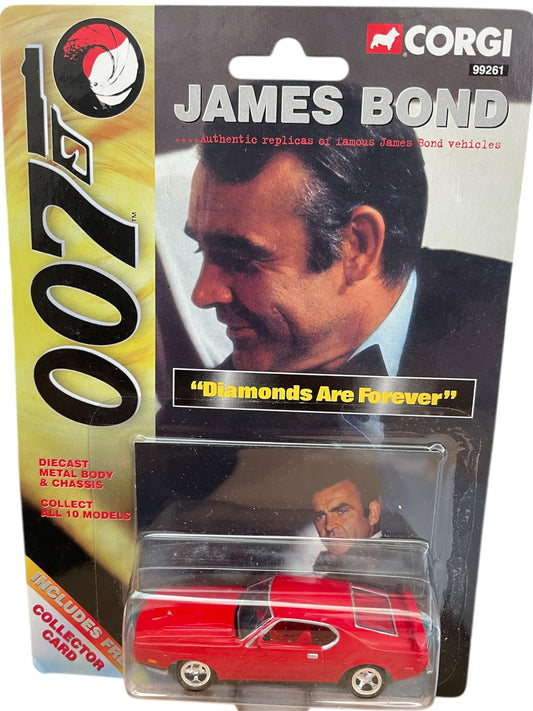 CORGI
99261
JAMES BOND
....Authentic replicas of famous James Bond vehicles
007
TM
"Diamonds Are Forever"
DIECAST
METAL BODY
& CHASSIS
COLLECT
ALL 10 MODELS
INCLUDES
COLLECTOR
CARD